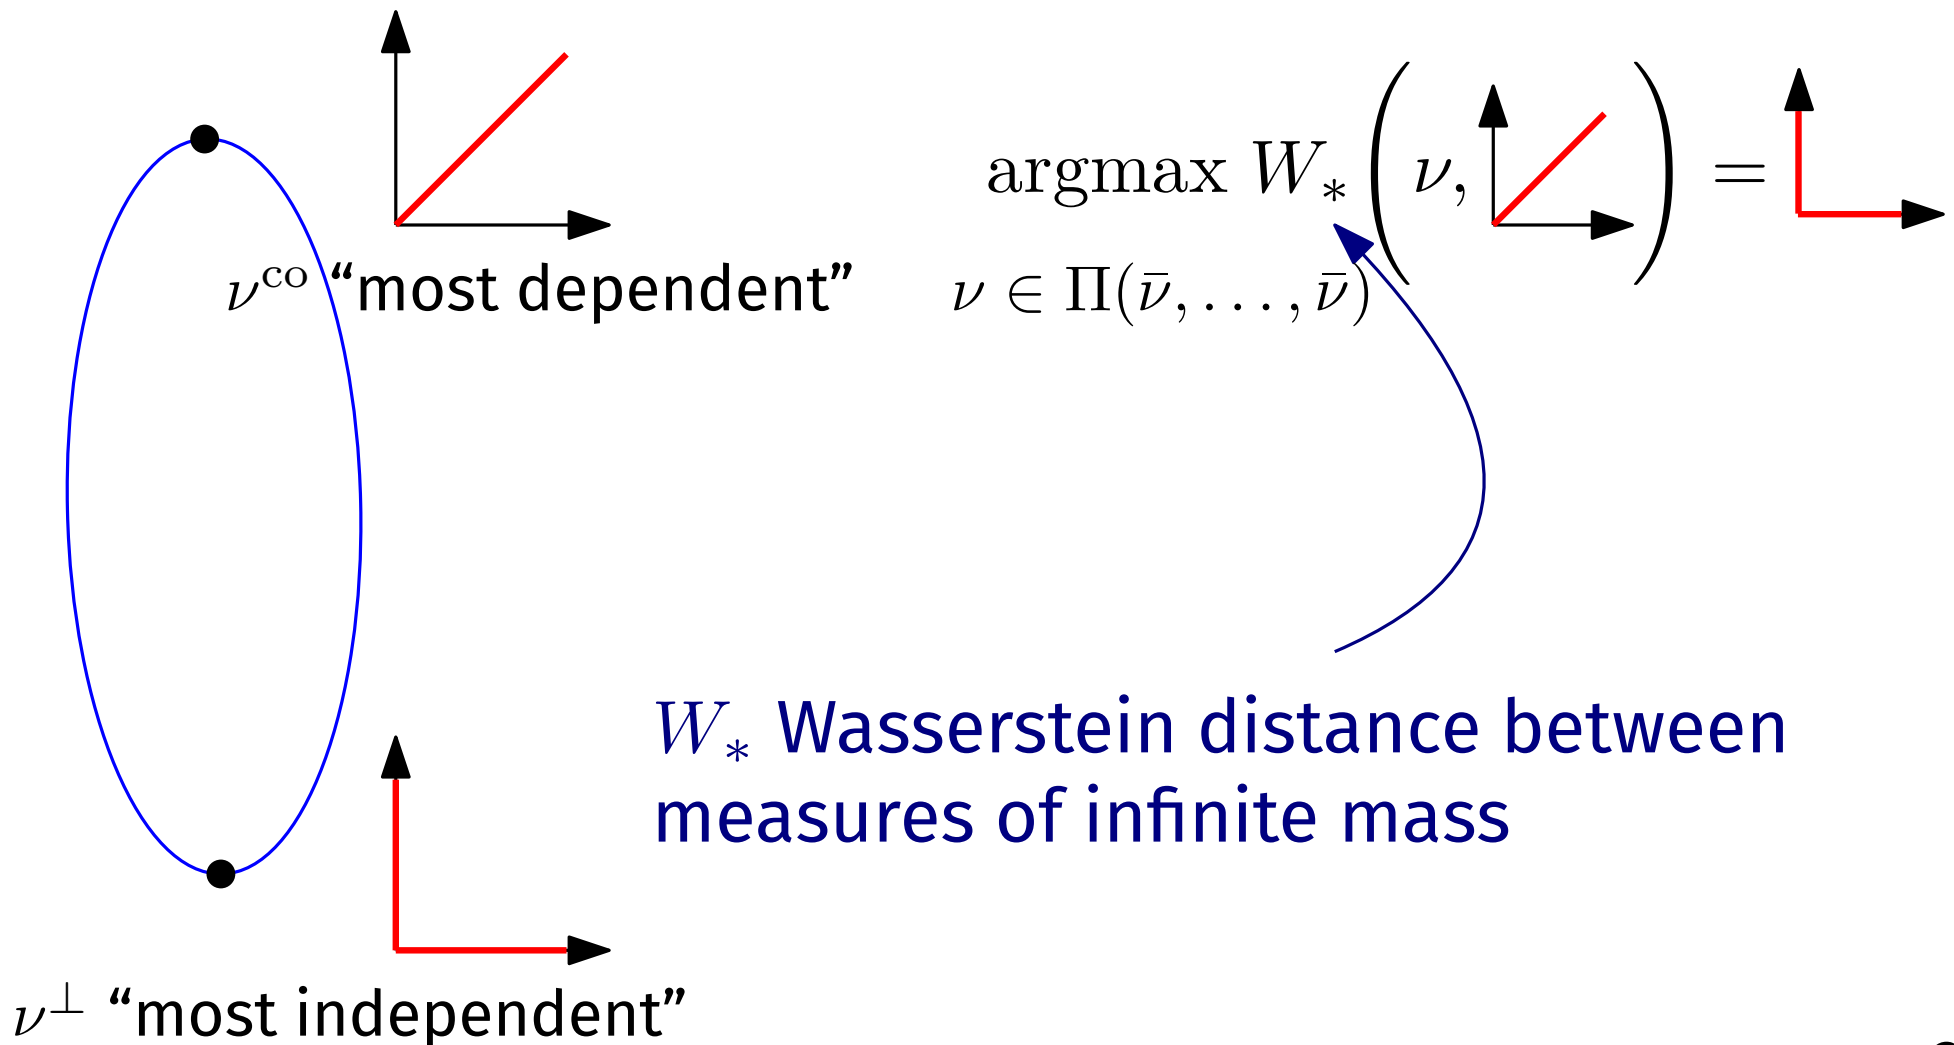 argmax W_* ( ν, ) =
ν^co “most dependent”
ν ∈ Π(ν̄, . . . , ν̄)
W_* Wasserstein distance between
measures of infinite mass
ν^⊥ “most independent”